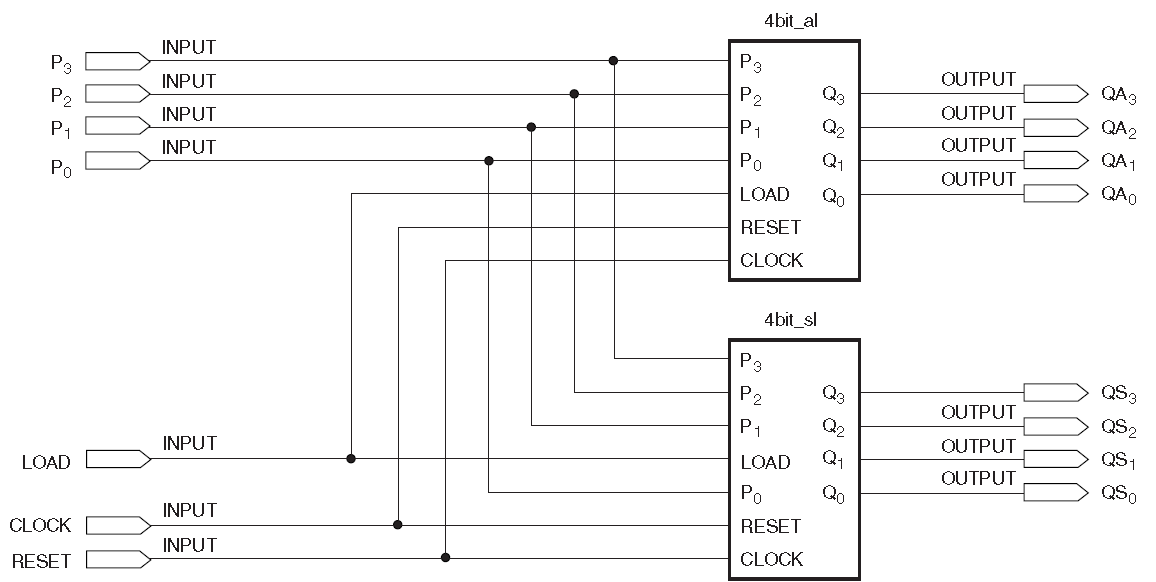 4bit_al
P3 INPUT P3
P2 INPUT P2 Q3 OUTPUT QA3
P1 INPUT P1 Q2 OUTPUT QA2
P0 INPUT P0 Q1 OUTPUT QA1
LOAD Q0 OUTPUT QA0
RESET
CLOCK
4bit_sl
P3
P2 Q3 QS3
P1 Q2 OUTPUT QS2
LOAD INPUT LOAD Q1 OUTPUT QS1
P0 Q0 OUTPUT QS0
CLOCK INPUT RESET
RESET INPUT CLOCK